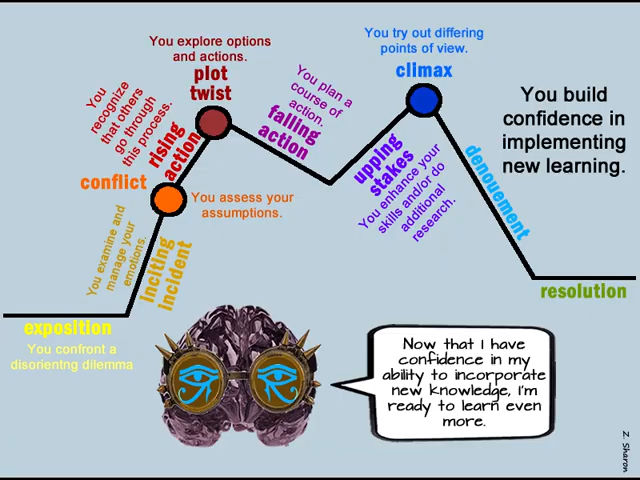 You explore options
and actions.
plot
twist
You try out differing
points of view.
climax
You
recognize
that others
go through
this process.
rising
action
You plan a
course of
action.
falling
action
You build
confidence in
implementing
new learning.
conflict
You assess your
assumptions.
upping
stakes
You enhance your
skills and/or do
additional
research.
denouement
You examine and
manage your
emotions.
inciting
incident
resolution
exposition
You confront a
disorientng dilemma
Now that I have
confidence in my
ability to incorporate
new knowledge, I'm
ready to learn even
more.
Z. Sharon